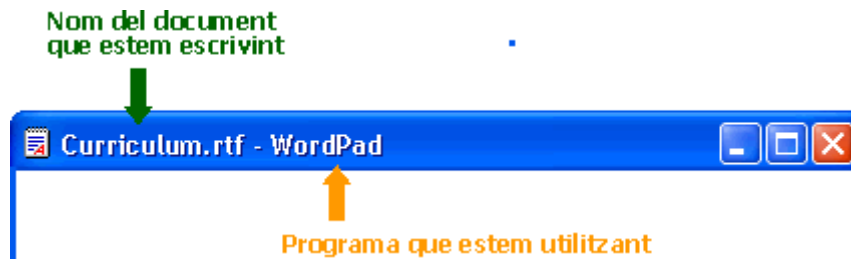 Nom del document
que estem escrivint
Curriculum.rtf - WordPad
Programa que estem utilitzant